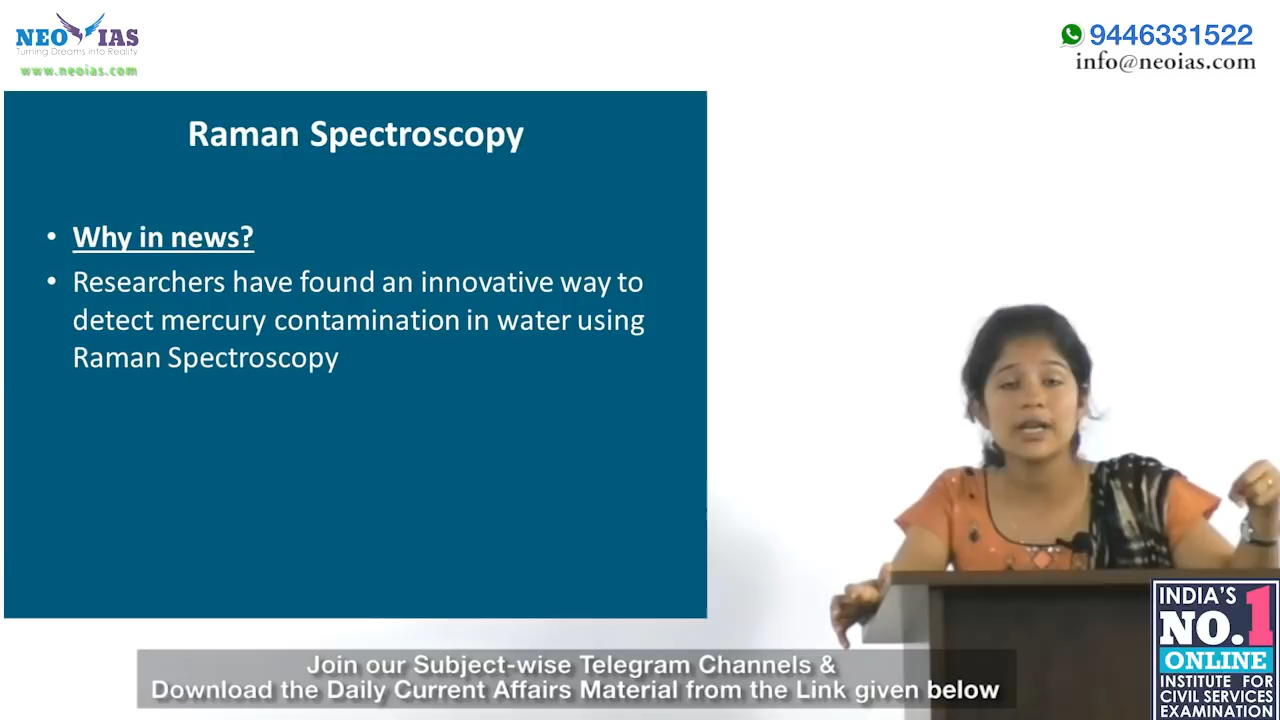 NEO IAS
Turning Dreams into Reality
www.neoias.com
9446331522
info@neoias.com
Raman Spectroscopy
• Why in news?
• Researchers have found an innovative way to
detect mercury contamination in water using
Raman Spectroscopy
INDIA'S
NO.1
ONLINE
INSTITUTE FOR
CIVIL SERVICES
EXAMINATION
Join our Subject-wise Telegram Channels &
Download the Daily Current Affairs Material from the Link given below